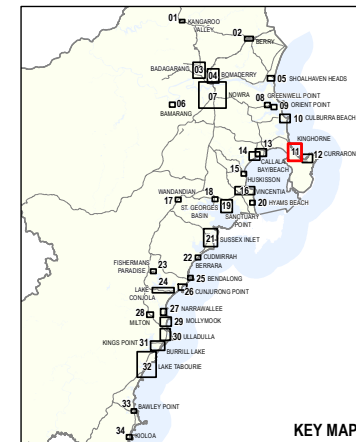 01
KANGAROO
VALLEY
02
BERRY
BADAGARANG
03
04
BOMADERRY
05
SHOALHAVEN HEADS
06
BAMARANG
07
NOWRA
08
GREENWELL POINT
09
ORIENT POINT
10
CULBURRA BEACH
KINGHORNE
11
12
CURRARONG
13
14
CALLALA
BAY/BEACH
15
HUSKISSON
16
VINCENTIA
WANDANDIAN
17
18
ST. GEORGES
BASIN
19
SANCTUARY
POINT
20
HYAMS BEACH
21
SUSSEX INLET
22
CUDMIRRAH
BERRARA
FISHERMANS
PARADISE
23
24
LAKE
CONJOLA
25
BENDALONG
26
CUNJURONG POINT
27
NARRAWALLEE
28
MILTON
29
MOLLYMOOK
30
ULLADULLA
KINGS POINT
31
BURRILL LAKE
32
LAKE TABOURIE
33
BAWLEY POINT
34
KIOLOA
KEY MAP